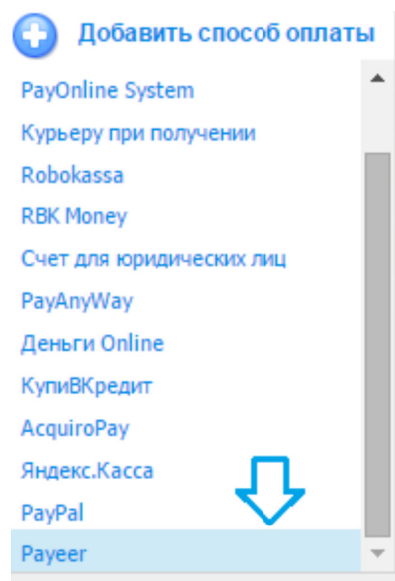 Добавить способ оплаты
PayOnline System
Курьеру при получении
Robokassa
RBK Money
Счет для юридических лиц
PayAnyWay
Деньги Online
КупиВКредит
AcquiroPay
Яндекс.Касса
PayPal
Payeer